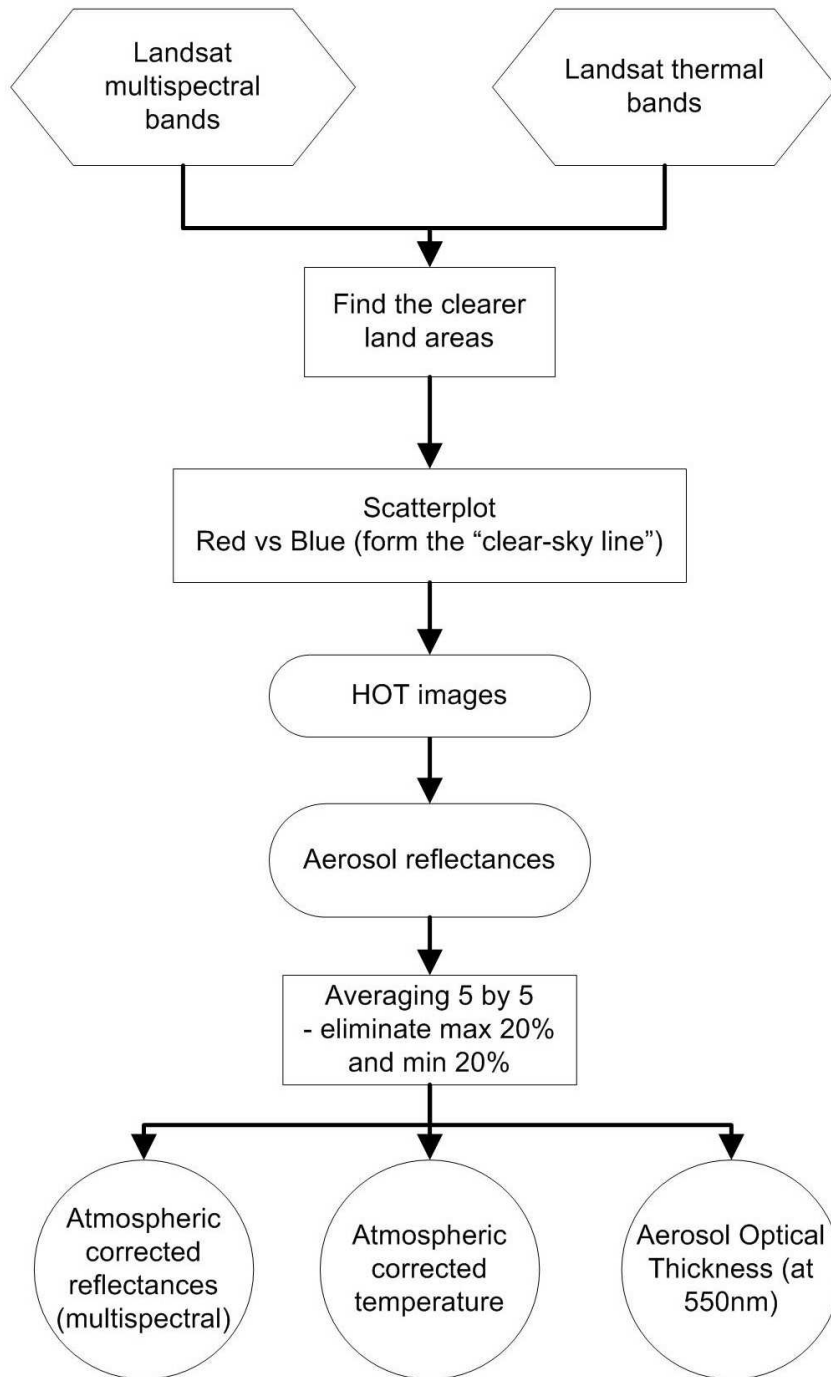 Landsat
multispectral
bands
Landsat thermal
bands
Find the clearer
land areas
Scatterplot
Red vs Blue (form the “clear-sky line”)
HOT images
Aerosol reflectances
Averaging 5 by 5
- eliminate max 20%
and min 20%
Atmospheric
corrected
reflectances
(multispectral)
Atmospheric
corrected
temperature
Aerosol Optical
Thickness (at
550nm)